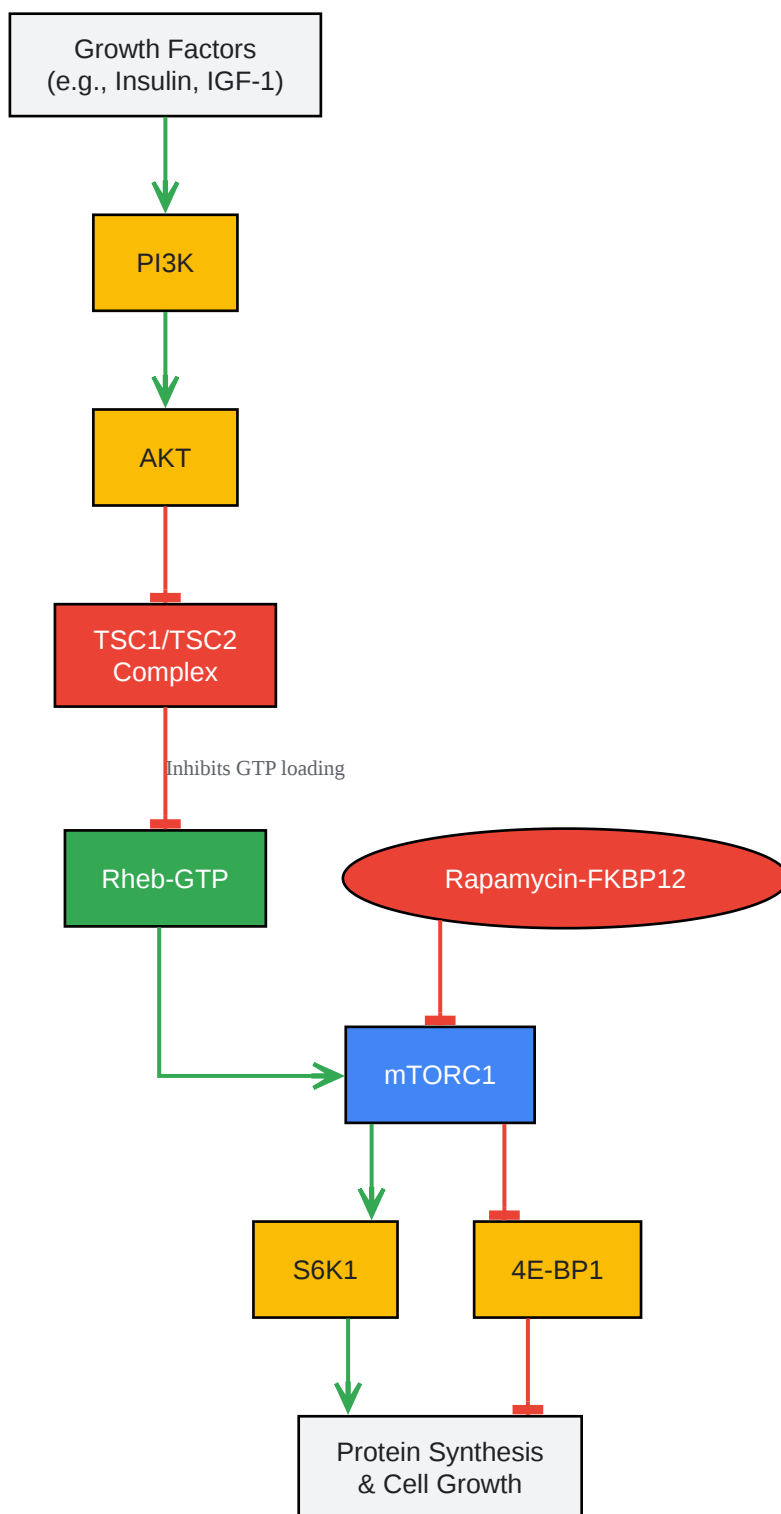 Growth Factors
(e.g., Insulin, IGF-1)
PI3K
AKT
TSC1/TSC2
Complex
Inhibits GTP loading
Rheb-GTP
Rapamycin-FKBP12
mTORC1
S6K1
4E-BP1
Protein Synthesis
& Cell Growth